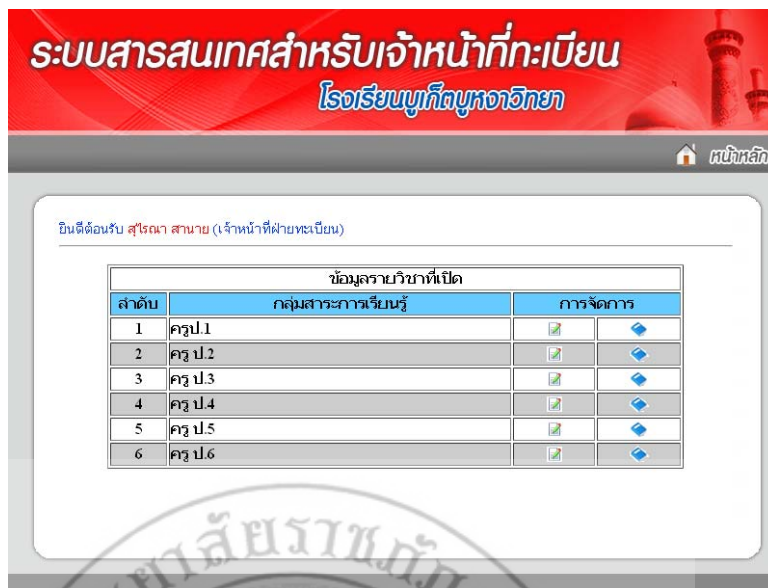 ระบบสารสนเทศสำหรับเจ้าหน้าที่ทะเบียน
โรงเรียนบูเก็ตบูหงาวิทยา
หน้าหลัก
ยินดีต้อนรับ สุไรณา สานาย (เจ้าหน้าที่ฝ่ายทะเบียน)
ข้อมูลรายวิชาที่เปิด
ลำดับ กลุ่มสาระการเรียนรู้ การจัดการ
1 ครูป.1
2 ครู ป.2
3 ครู ป.3
4 ครู ป.4
5 ครู ป.5
6 ครู ป.6